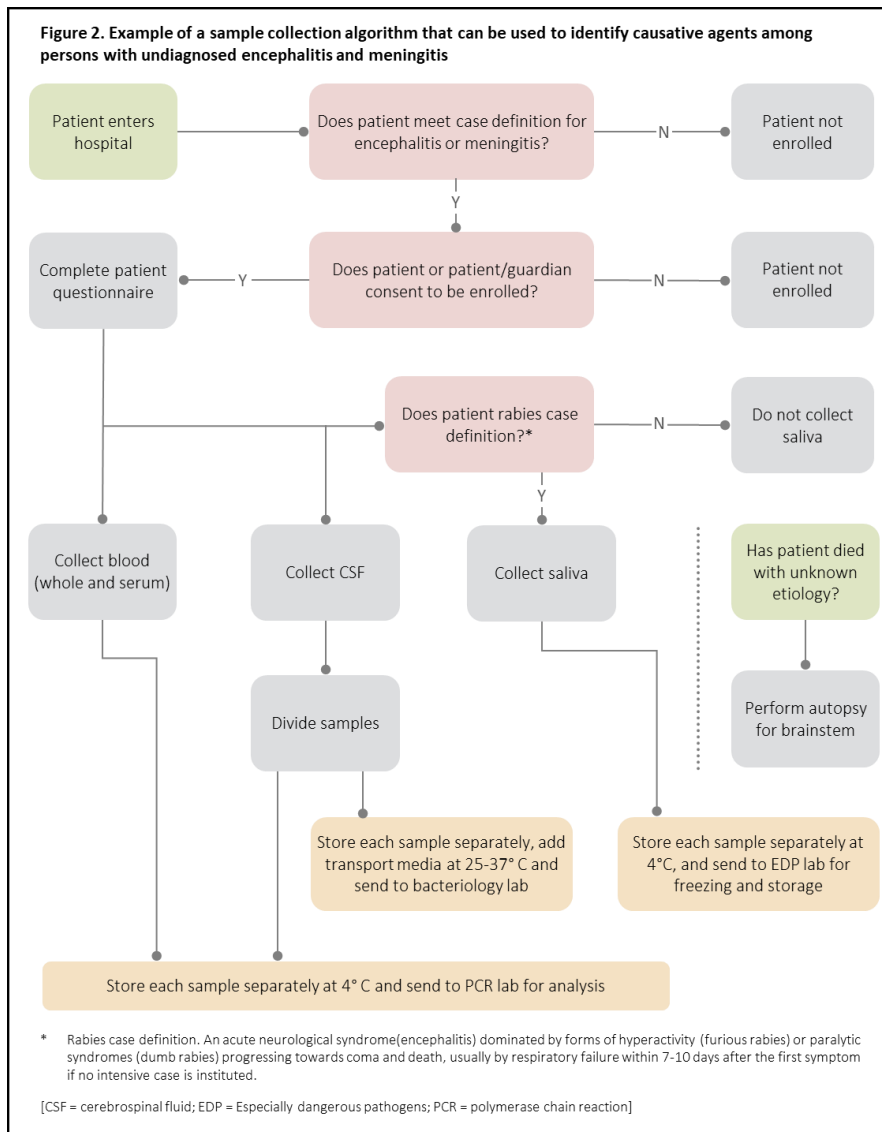 Figure 2. Example of a sample collection algorithm that can be used to identify causative agents among
persons with undiagnosed encephalitis and meningitis
Patient enters
hospital
Does patient meet case definition for
encephalitis or meningitis?
N
Patient not
enrolled
Y
Complete patient
questionnaire
Y
Does patient or patient/guardian
consent to be enrolled?
N
Patient not
enrolled
Does patient rabies case
definition?*
N
Do not collect
saliva
Y
Collect blood
(whole and serum)
Collect CSF
Collect saliva
Has patient died
with unknown
etiology?
Divide samples
Perform autopsy
for brainstem
Store each sample separately, add
transport media at 25-37° C and
send to bacteriology lab
Store each sample separately at
4°C, and send to EDP lab for
freezing and storage
Store each sample separately at 4° C and send to PCR lab for analysis
* Rabies case definition. An acute neurological syndrome(encephalitis) dominated by forms of hyperactivity (furious rabies) or paralytic
syndromes (dumb rabies) progressing towards coma and death, usually by respiratory failure within 7-10 days after the first symptom
if no intensive case is instituted.
[CSF = cerebrospinal fluid; EDP = Especially dangerous pathogens; PCR = polymerase chain reaction]